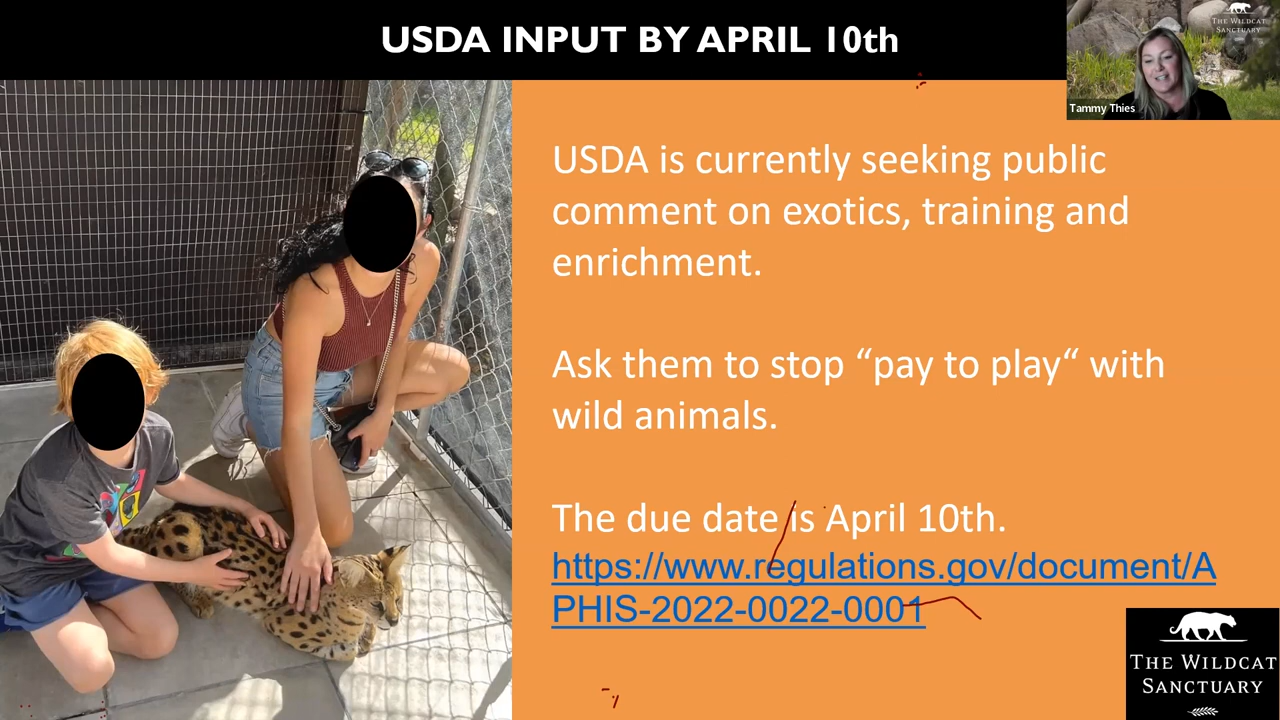 USDA INPUT BY APRIL 10th
THE WILDCAT
SANCTUARY
Tammy Thies
USDA is currently seeking public
comment on exotics, training and
enrichment.
Ask them to stop “pay to play“ with
wild animals.
The due date is April 10th.
https://www.regulations.gov/document/A
PHIS-2022-0022-0001
THE WILDCAT
SANCTUARY